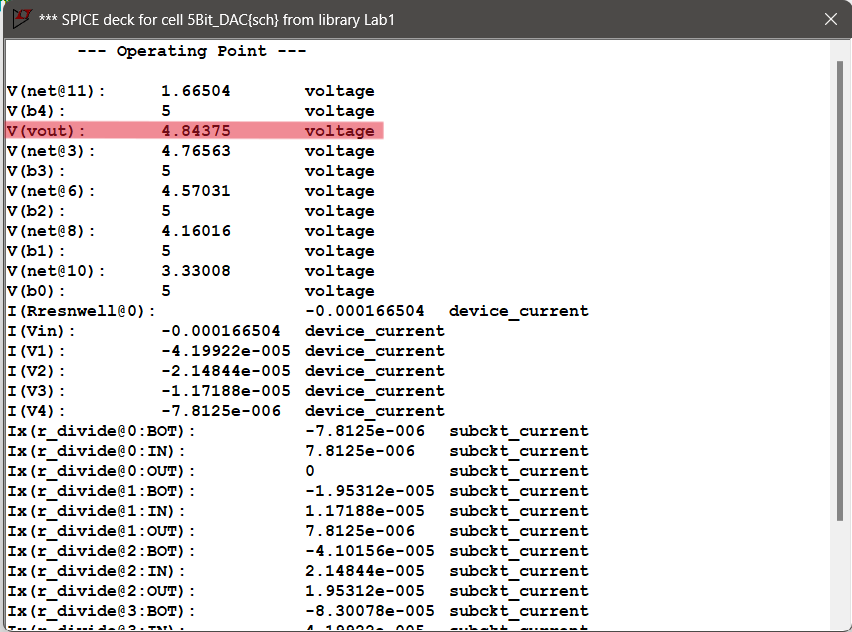 *** SPICE deck for cell 5Bit_DAC{sch} from library Lab1
--- Operating Point ---
V(net@11): 1.66504 voltage
V(b4): 5 voltage
V(vout): 4.84375 voltage
V(net@3): 4.76563 voltage
V(b3): 5 voltage
V(net@6): 4.57031 voltage
V(b2): 5 voltage
V(net@8): 4.16016 voltage
V(b1): 5 voltage
V(net@10): 3.33008 voltage
V(b0): 5 voltage
I(Rresnwell@0): -0.000166504 device_current
I(Vin): -0.000166504 device_current
I(V1): -4.19922e-005 device_current
I(V2): -2.14844e-005 device_current
I(V3): -1.17188e-005 device_current
I(V4): -7.8125e-006 device_current
Ix(r_divide@0:BOT): -7.8125e-006 subckt_current
Ix(r_divide@0:IN): 7.8125e-006 subckt_current
Ix(r_divide@0:OUT): 0 subckt_current
Ix(r_divide@1:BOT): -1.95312e-005 subckt_current
Ix(r_divide@1:IN): 1.17188e-005 subckt_current
Ix(r_divide@1:OUT): 7.8125e-006 subckt_current
Ix(r_divide@2:BOT): -4.10156e-005 subckt_current
Ix(r_divide@2:IN): 2.14844e-005 subckt_current
Ix(r_divide@2:OUT): 1.95312e-005 subckt_current
Ix(r_divide@3:BOT): -8.30078e-005 subckt_current
Ix(r_divide@3:IN): 4.19922e-005 subckt_current